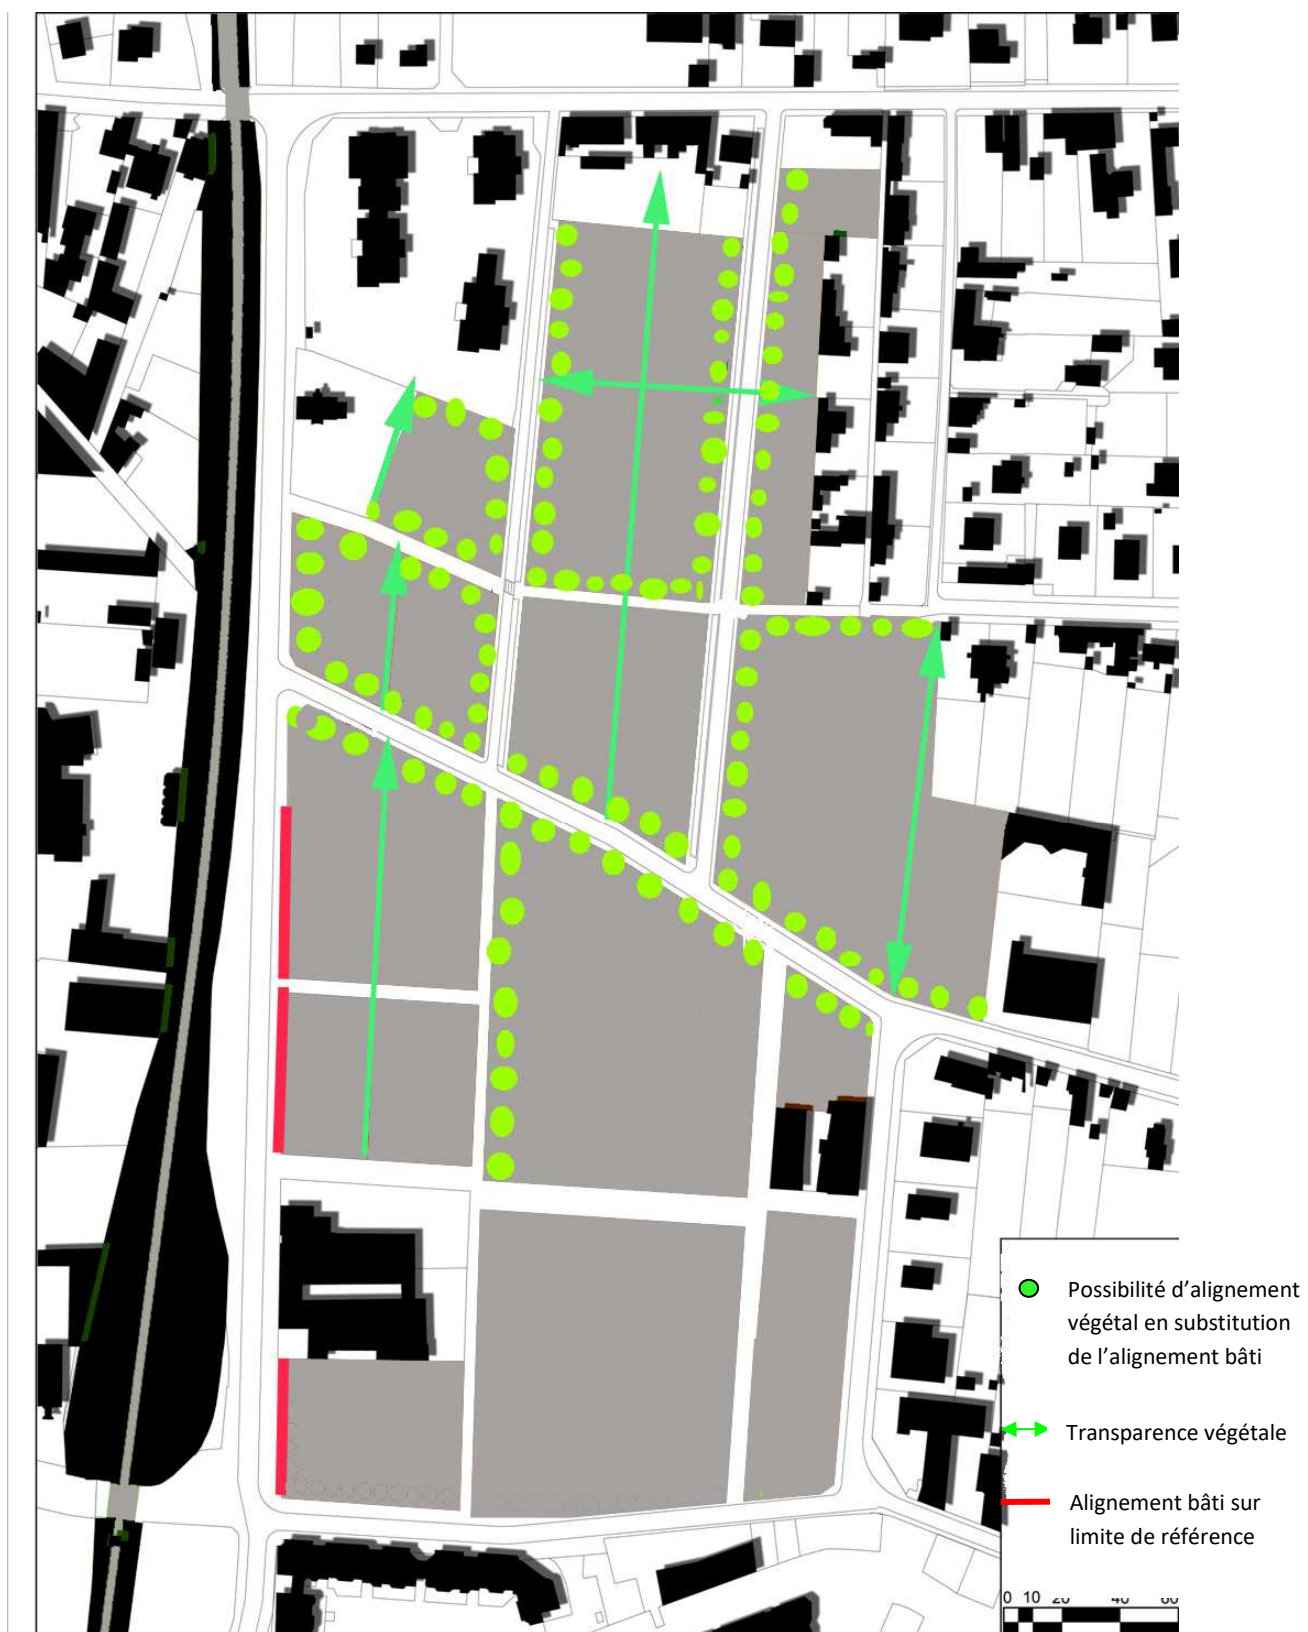 Possibilité d’alignement
végétal en substitution
de l’alignement bâti
Transparence végétale
Alignement bâti sur
limite de référence
0 10 20 40 60